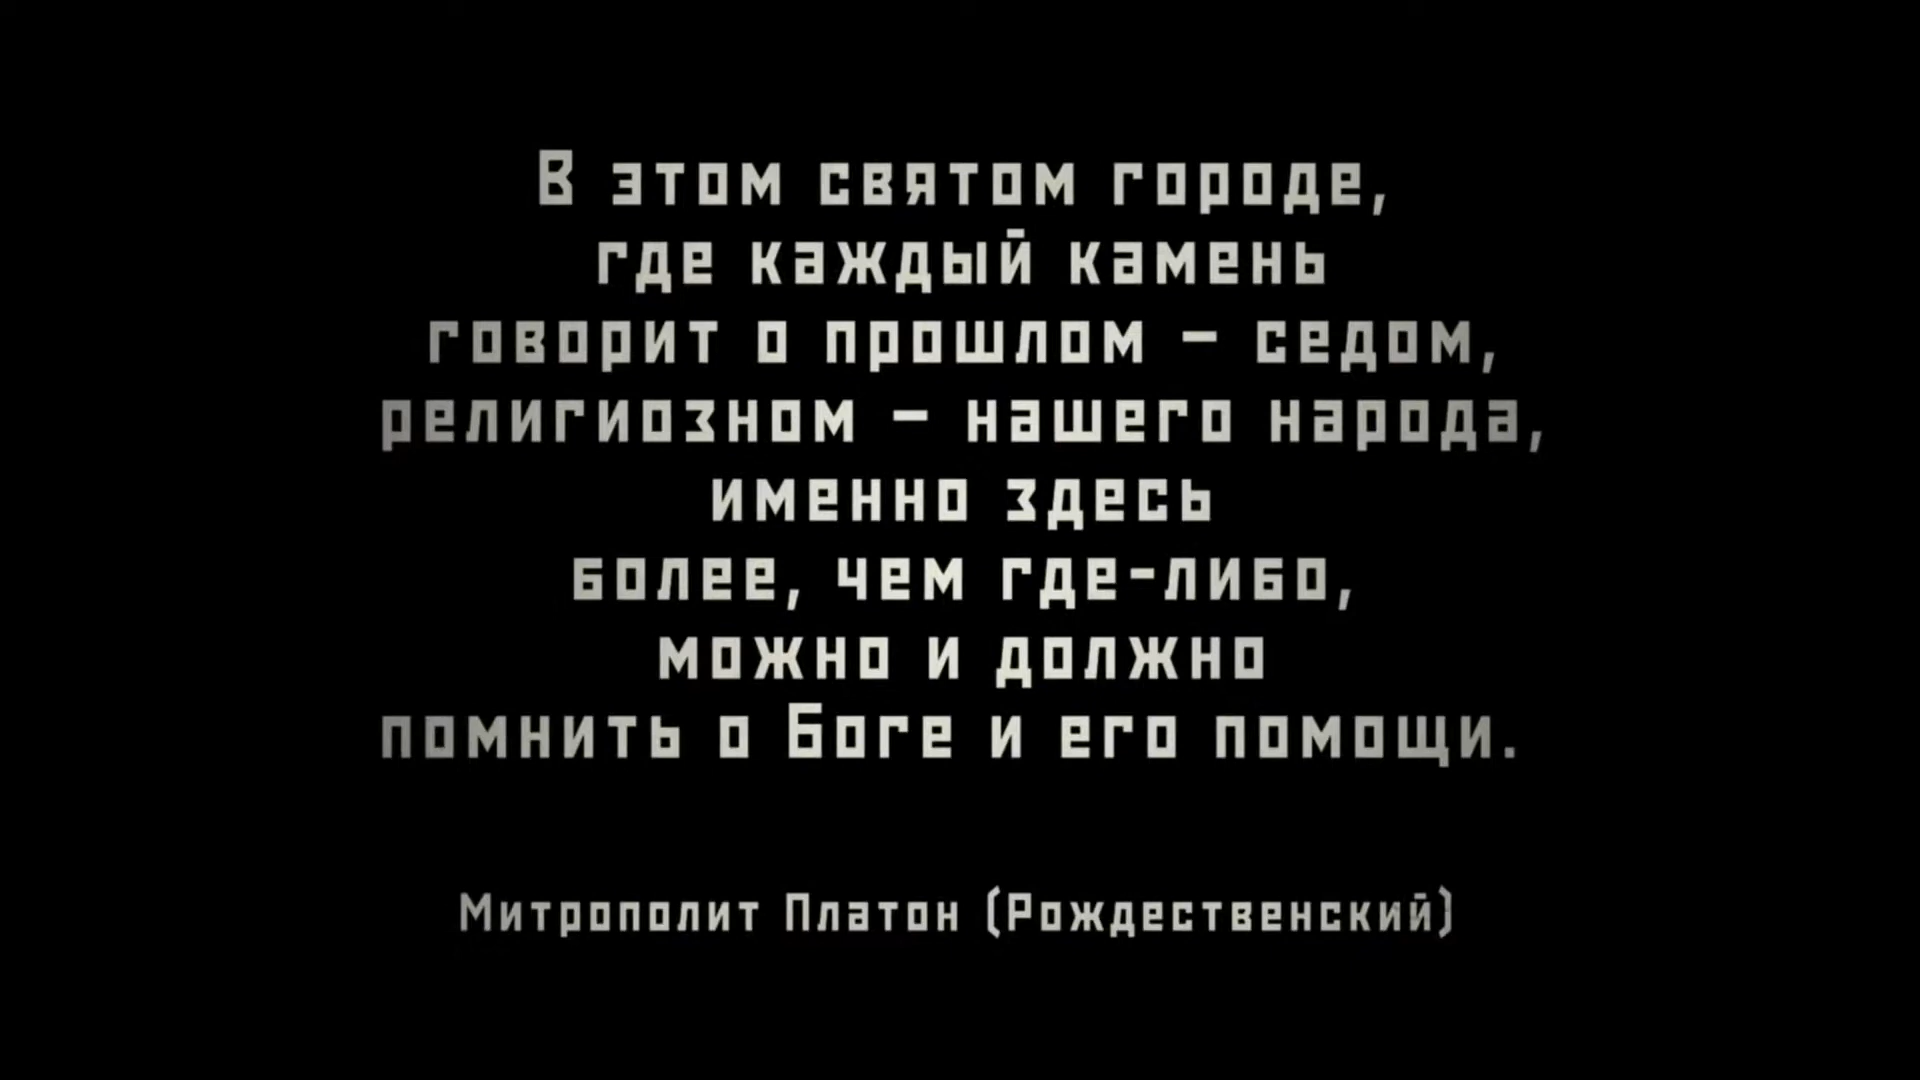 В этом святом городе,
где каждый камень
говорит о прошлом – седом,
религиозном – нашего народа,
именно здесь
более, чем где-либо,
можно и должно
помнить о Боге и его помощи.
Митрополит Платон (Рождественский)